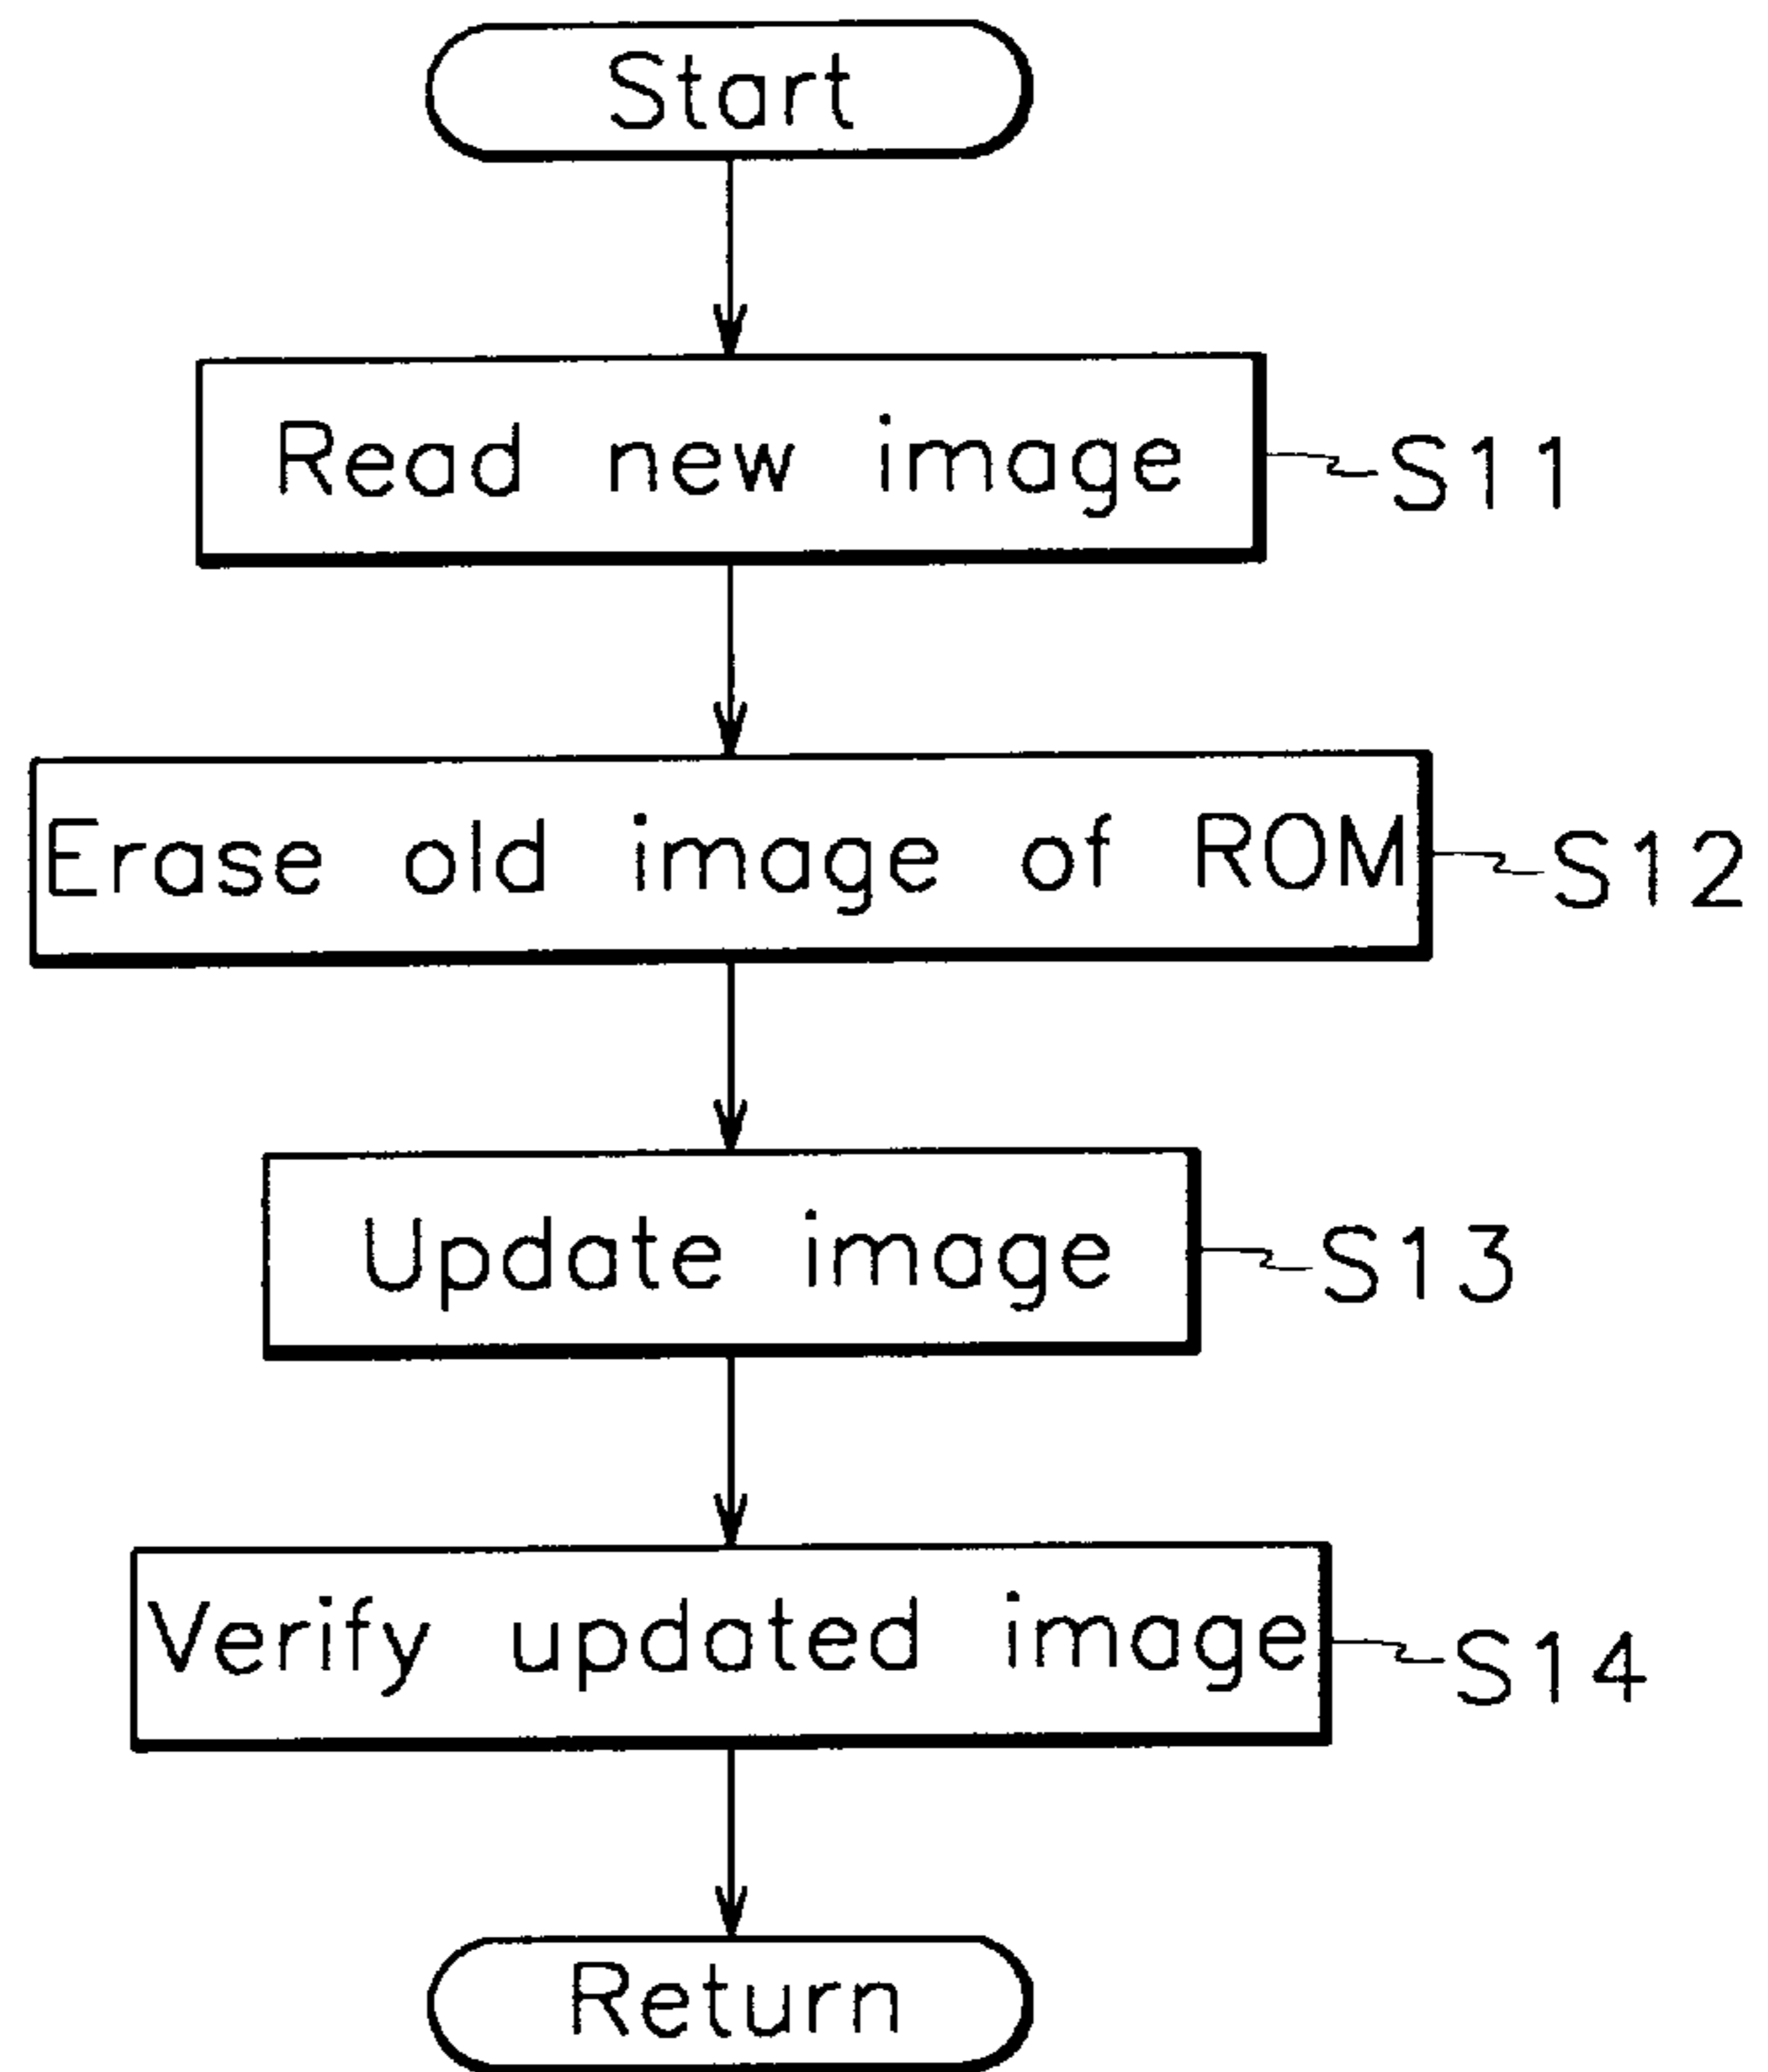 Start
Read new image S11
Erase old image of ROM S12
Update image S13
Verify updated image S14
Return